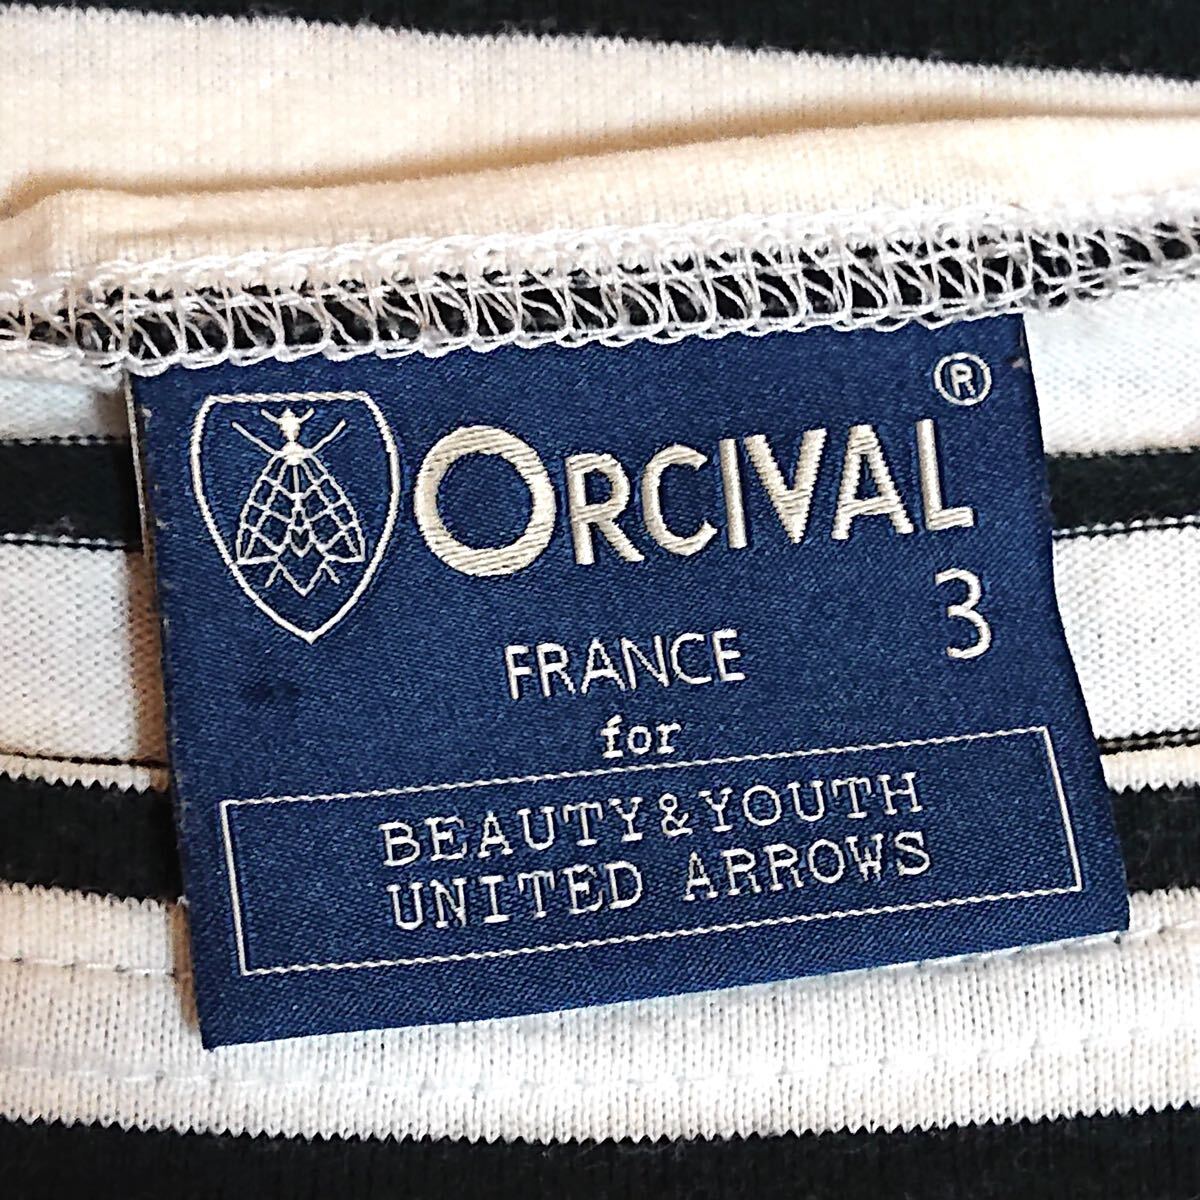 ORCIVAL®
3
FRANCE
for
BEAUTY&YOUTH
UNITED ARROWS